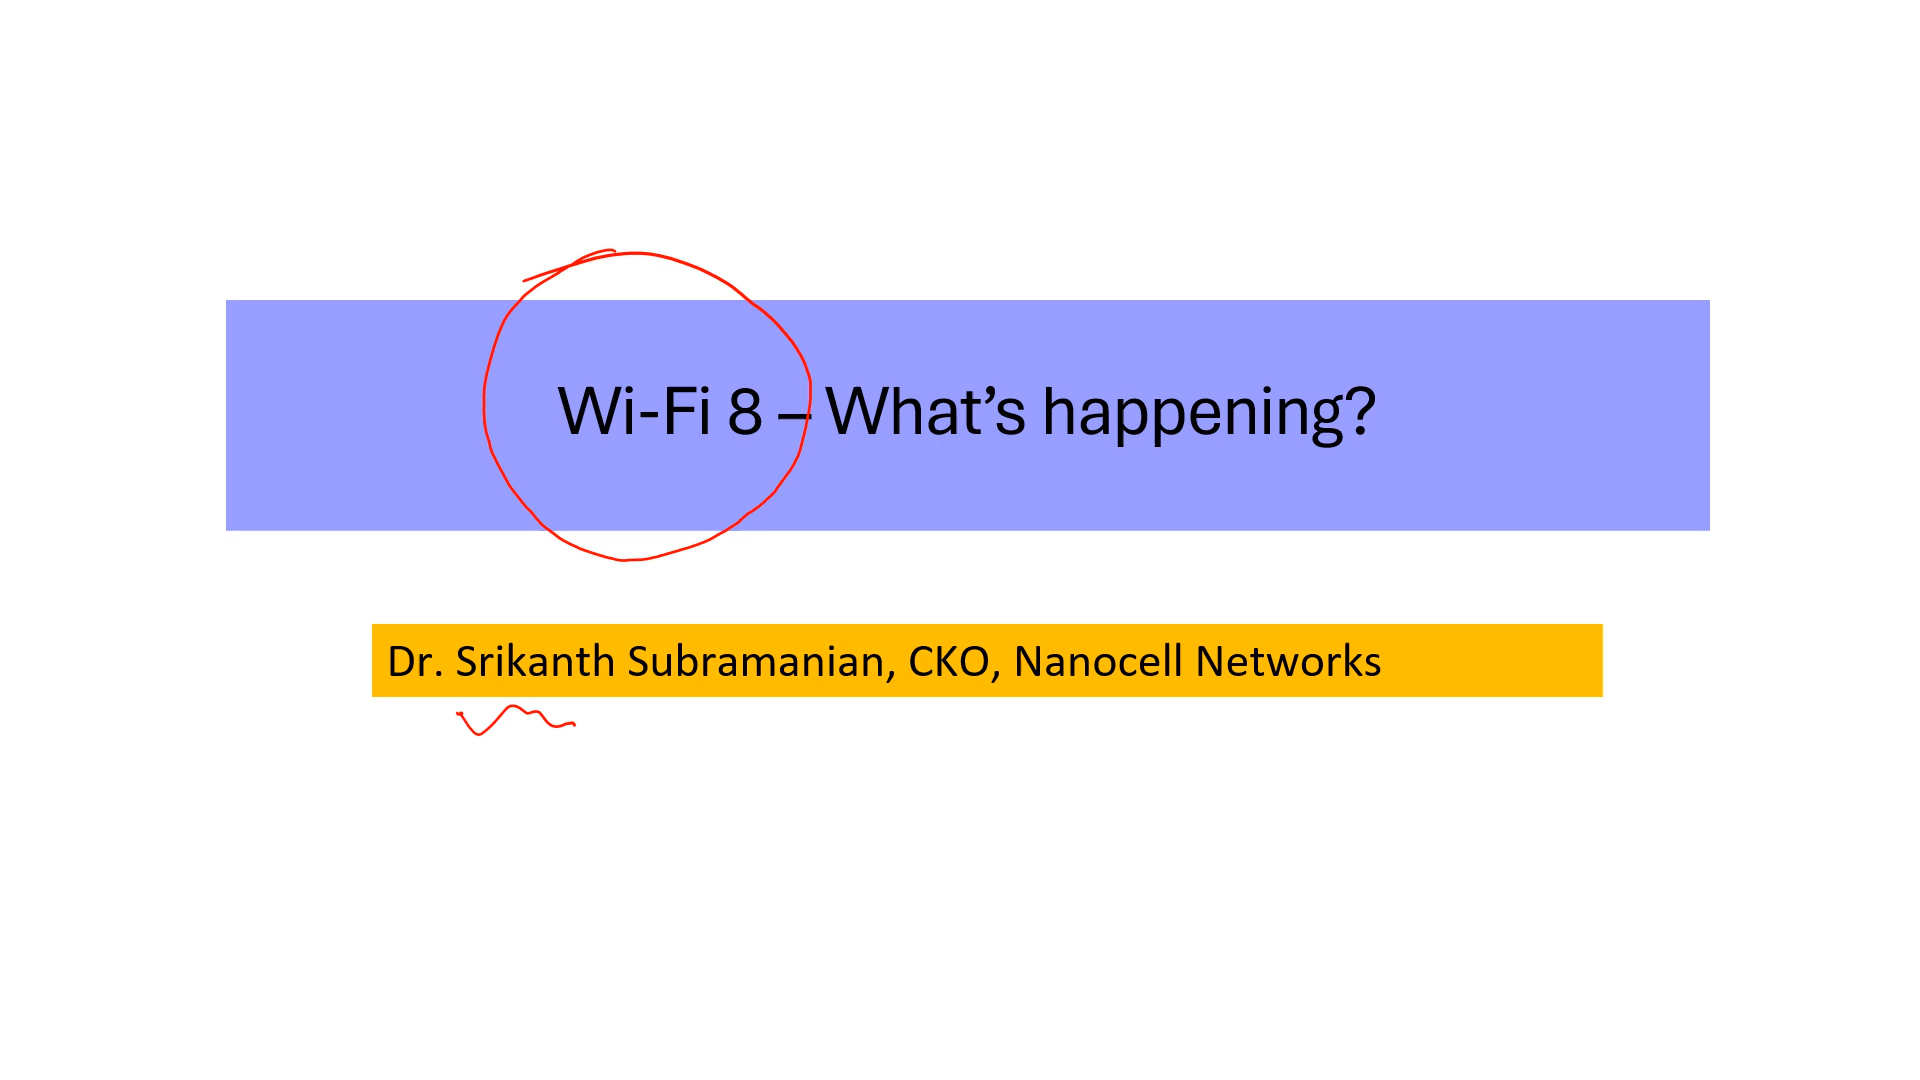 Wi-Fi 8 – What’s happening?
Dr. Srikanth Subramanian, CKO, Nanocell Networks